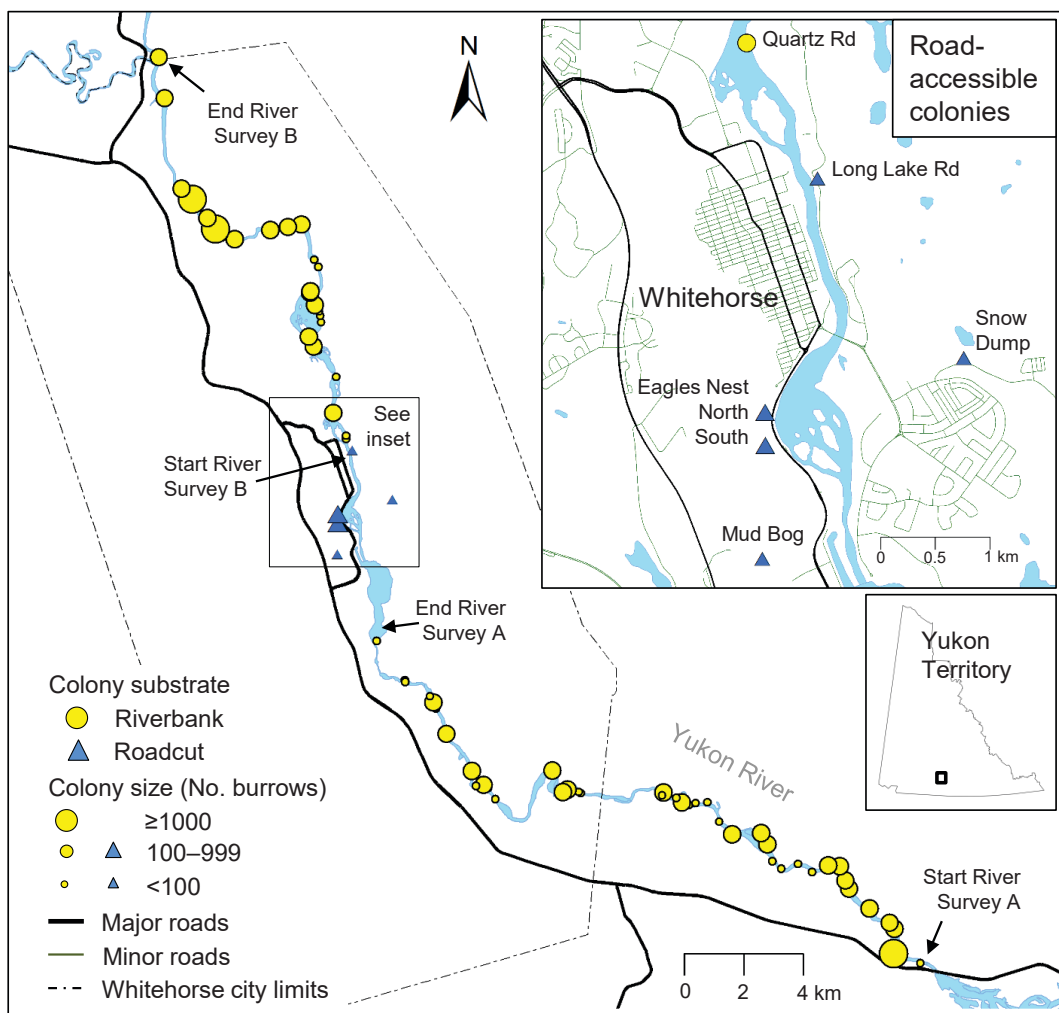 N
End River
Survey B
See
inset
Start River
Survey B
End River
Survey A
Yukon River
Start River
Survey A
0 2 4 km
Colony substrate
Riverbank
Roadcut
Colony size (No. burrows)
≥1000
100–999
<100
Major roads
Minor roads
Whitehorse city limits
Road-
accessible
colonies
Quartz Rd
Long Lake Rd
Whitehorse
Snow
Dump
Eagles Nest
North
South
Mud Bog
0 0.5 1 km
Yukon
Territory